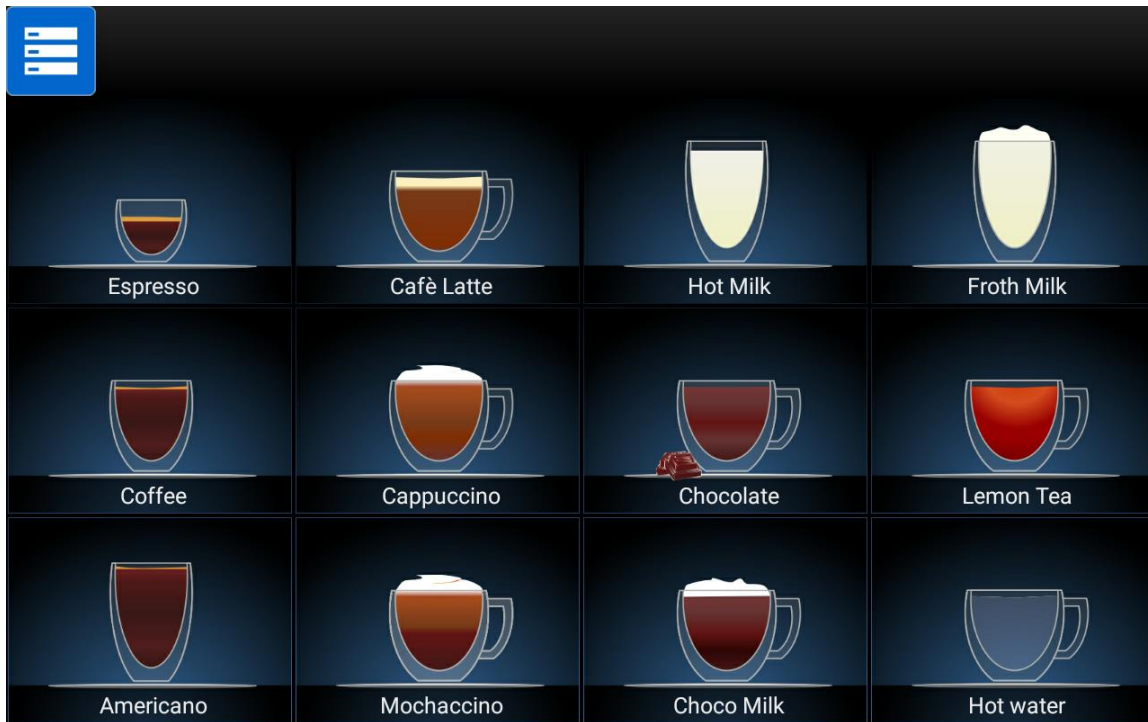 Espresso
Cafè Latte
Hot Milk
Froth Milk
Coffee
Cappuccino
Chocolate
Lemon Tea
Americano
Mochaccino
Choco Milk
Hot water